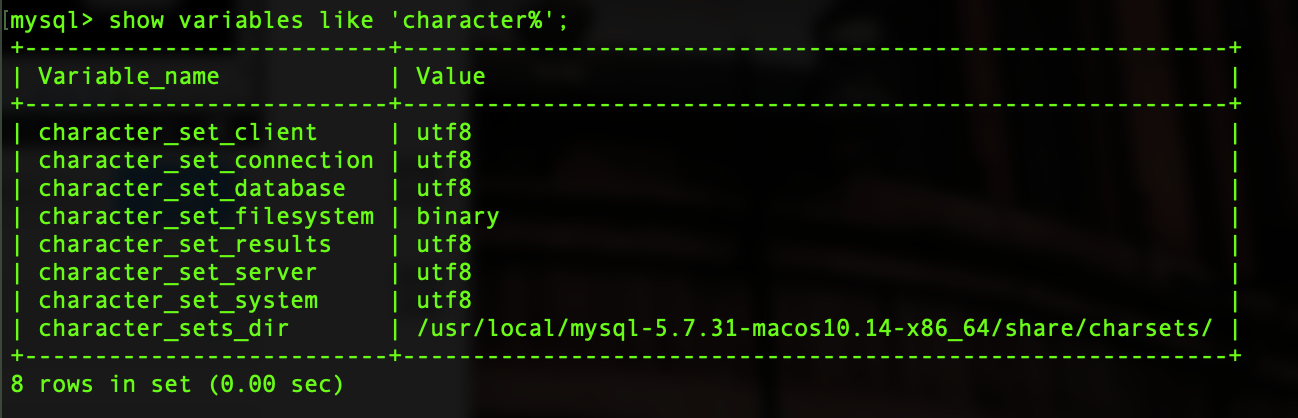 [mysql> show variables like 'character%';
+--------------------------+------------------------------------------------------------+
| Variable_name            | Value                                                      |
+--------------------------+------------------------------------------------------------+
| character_set_client     | utf8                                                       |
| character_set_connection | utf8                                                       |
| character_set_database   | utf8                                                       |
| character_set_filesystem | binary                                                     |
| character_set_results    | utf8                                                       |
| character_set_server     | utf8                                                       |
| character_set_system     | utf8                                                       |
| character_sets_dir       | /usr/local/mysql-5.7.31-macos10.14-x86_64/share/charsets/ |
+--------------------------+------------------------------------------------------------+
8 rows in set (0.00 sec)